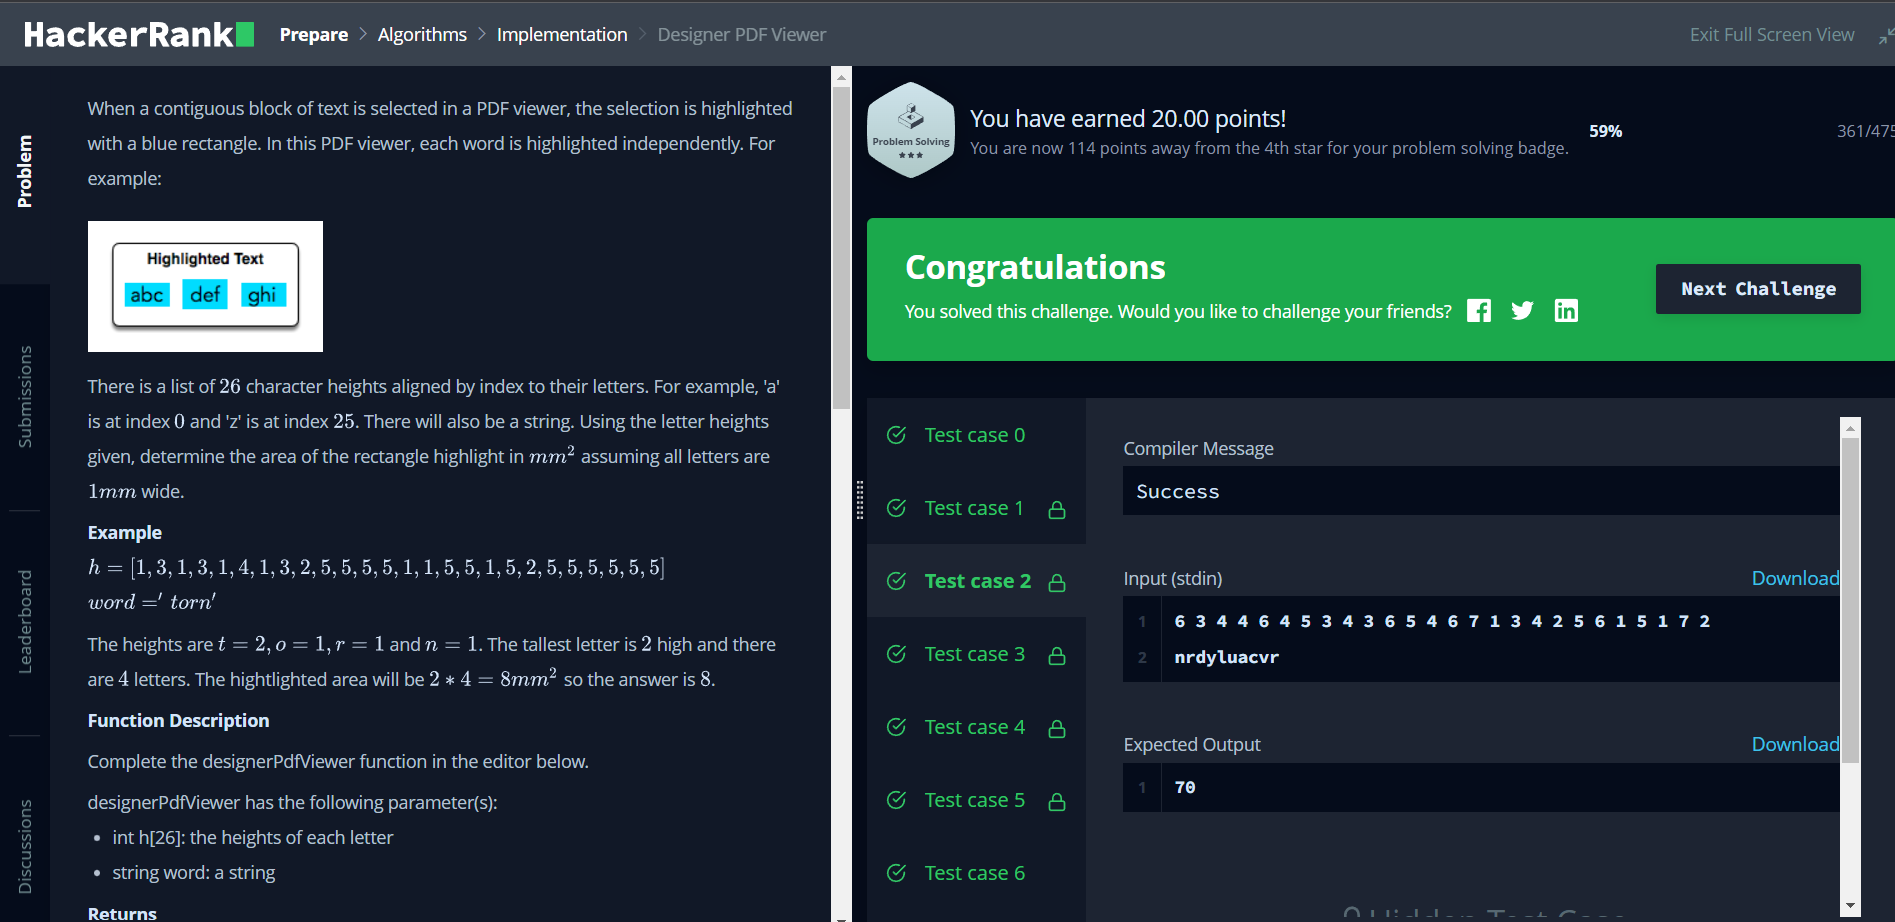 HackerRank
Prepare > Algorithms > Implementation > Designer PDF Viewer
Exit Full Screen View
Problem
Submissions
Leaderboard
Discussions
When a contiguous block of text is selected in a PDF viewer, the selection is highlighted
with a blue rectangle. In this PDF viewer, each word is highlighted independently. For
example:
Highlighted Text
abc def ghi
There is a list of 26 character heights aligned by index to their letters. For example, 'a'
is at index 0 and 'z' is at index 25. There will also be a string. Using the letter heights
given, determine the area of the rectangle highlight in mm² assuming all letters are
1mm wide.
Example
h = [1, 3, 1, 3, 1, 4, 1, 3, 2, 5, 5, 5, 5, 1, 1, 5, 5, 1, 5, 2, 5, 5, 5, 5, 5, 5]
word =' torn'
The heights are t = 2, o = 1, r = 1 and n = 1. The tallest letter is 2 high and there
are 4 letters. The hightlighted area will be 2 * 4 = 8mm² so the answer is 8.
Function Description
Complete the designerPdfViewer function in the editor below.
designerPdfViewer has the following parameter(s):
• int h[26]: the heights of each letter
• string word: a string
Returns
Problem Solving
You have earned 20.00 points!
You are now 114 points away from the 4th star for your problem solving badge.
59%
361/475
Congratulations
You solved this challenge. Would you like to challenge your friends?
Next Challenge
Test case 0
Test case 1
Test case 2
Test case 3
Test case 4
Test case 5
Test case 6
Compiler Message
Success
Input (stdin)
Download
1 6 3 4 4 6 4 5 3 4 3 6 5 4 6 7 1 3 4 2 5 6 1 5 1 7 2
2 nrdyluacvr
Expected Output
Download
1 70
Hidden Test Case